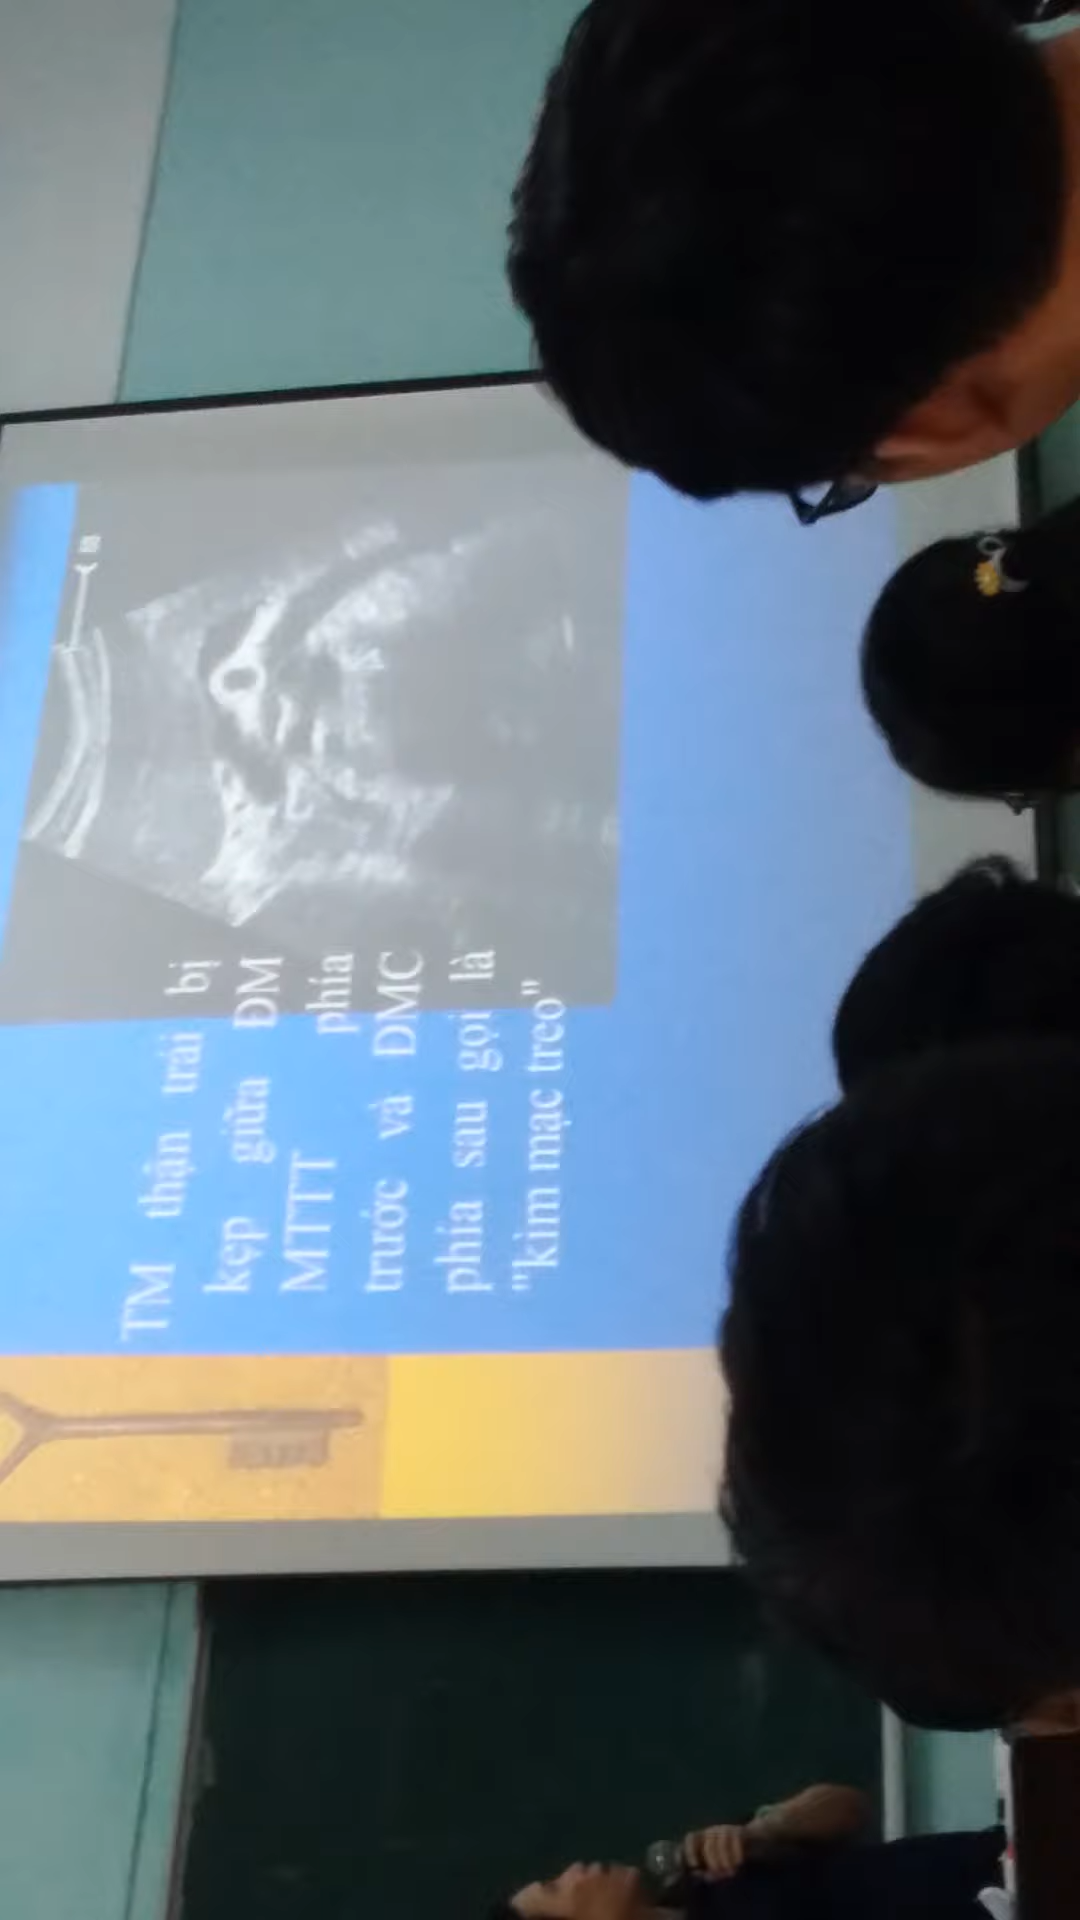 TM thận trái bị
kẹp giữa ĐM
MTTT phía
trước và ĐMC
phía sau gọi là
"kìm mạc treo"